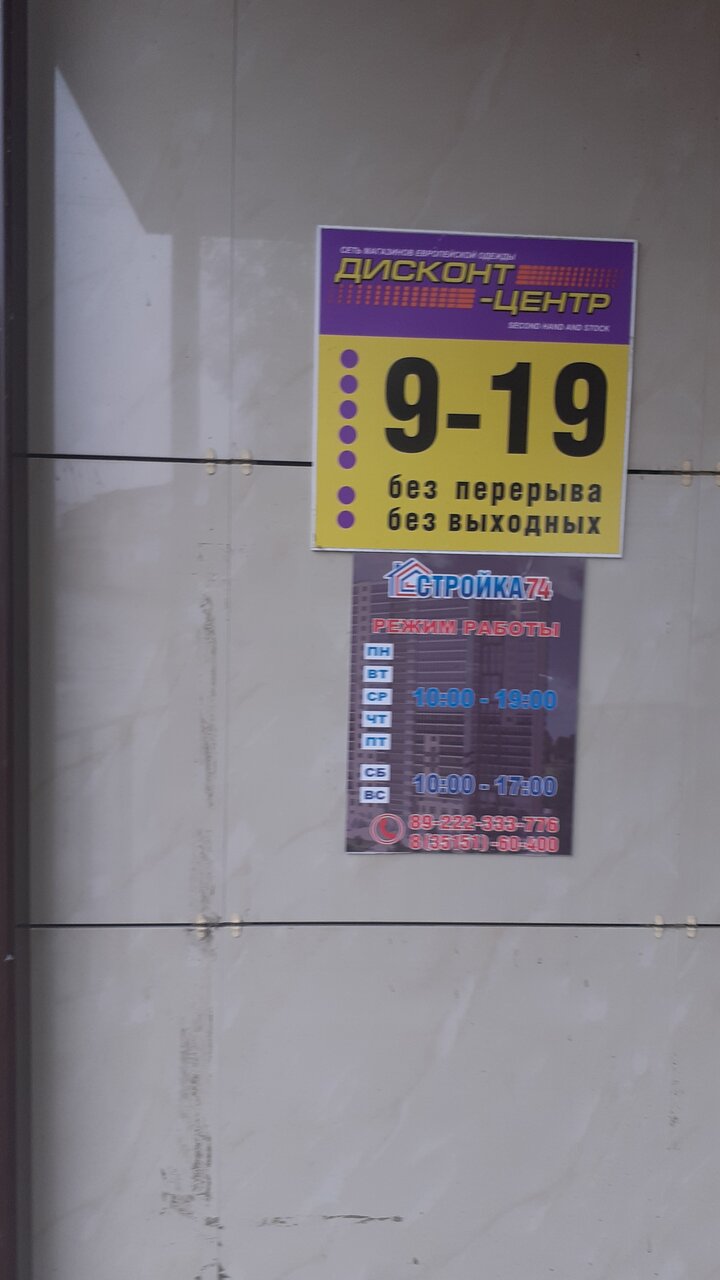 СЕТЬ МАГАЗИНОВ ЕВРОПЕЙСКОЙ ОДЕЖДЫ
ДИСКОНТ
-ЦЕНТР
SECOND HAND AND STOCK
9-19
без перерыва
без выходных
СТРОЙКА74
РЕЖИМ РАБОТЫ
ПН
ВТ
СР 10:00 - 19:00
ЧТ
ПТ
СБ
10:00 - 17:00
ВС
89-222-333-776
8(35151)-60-400